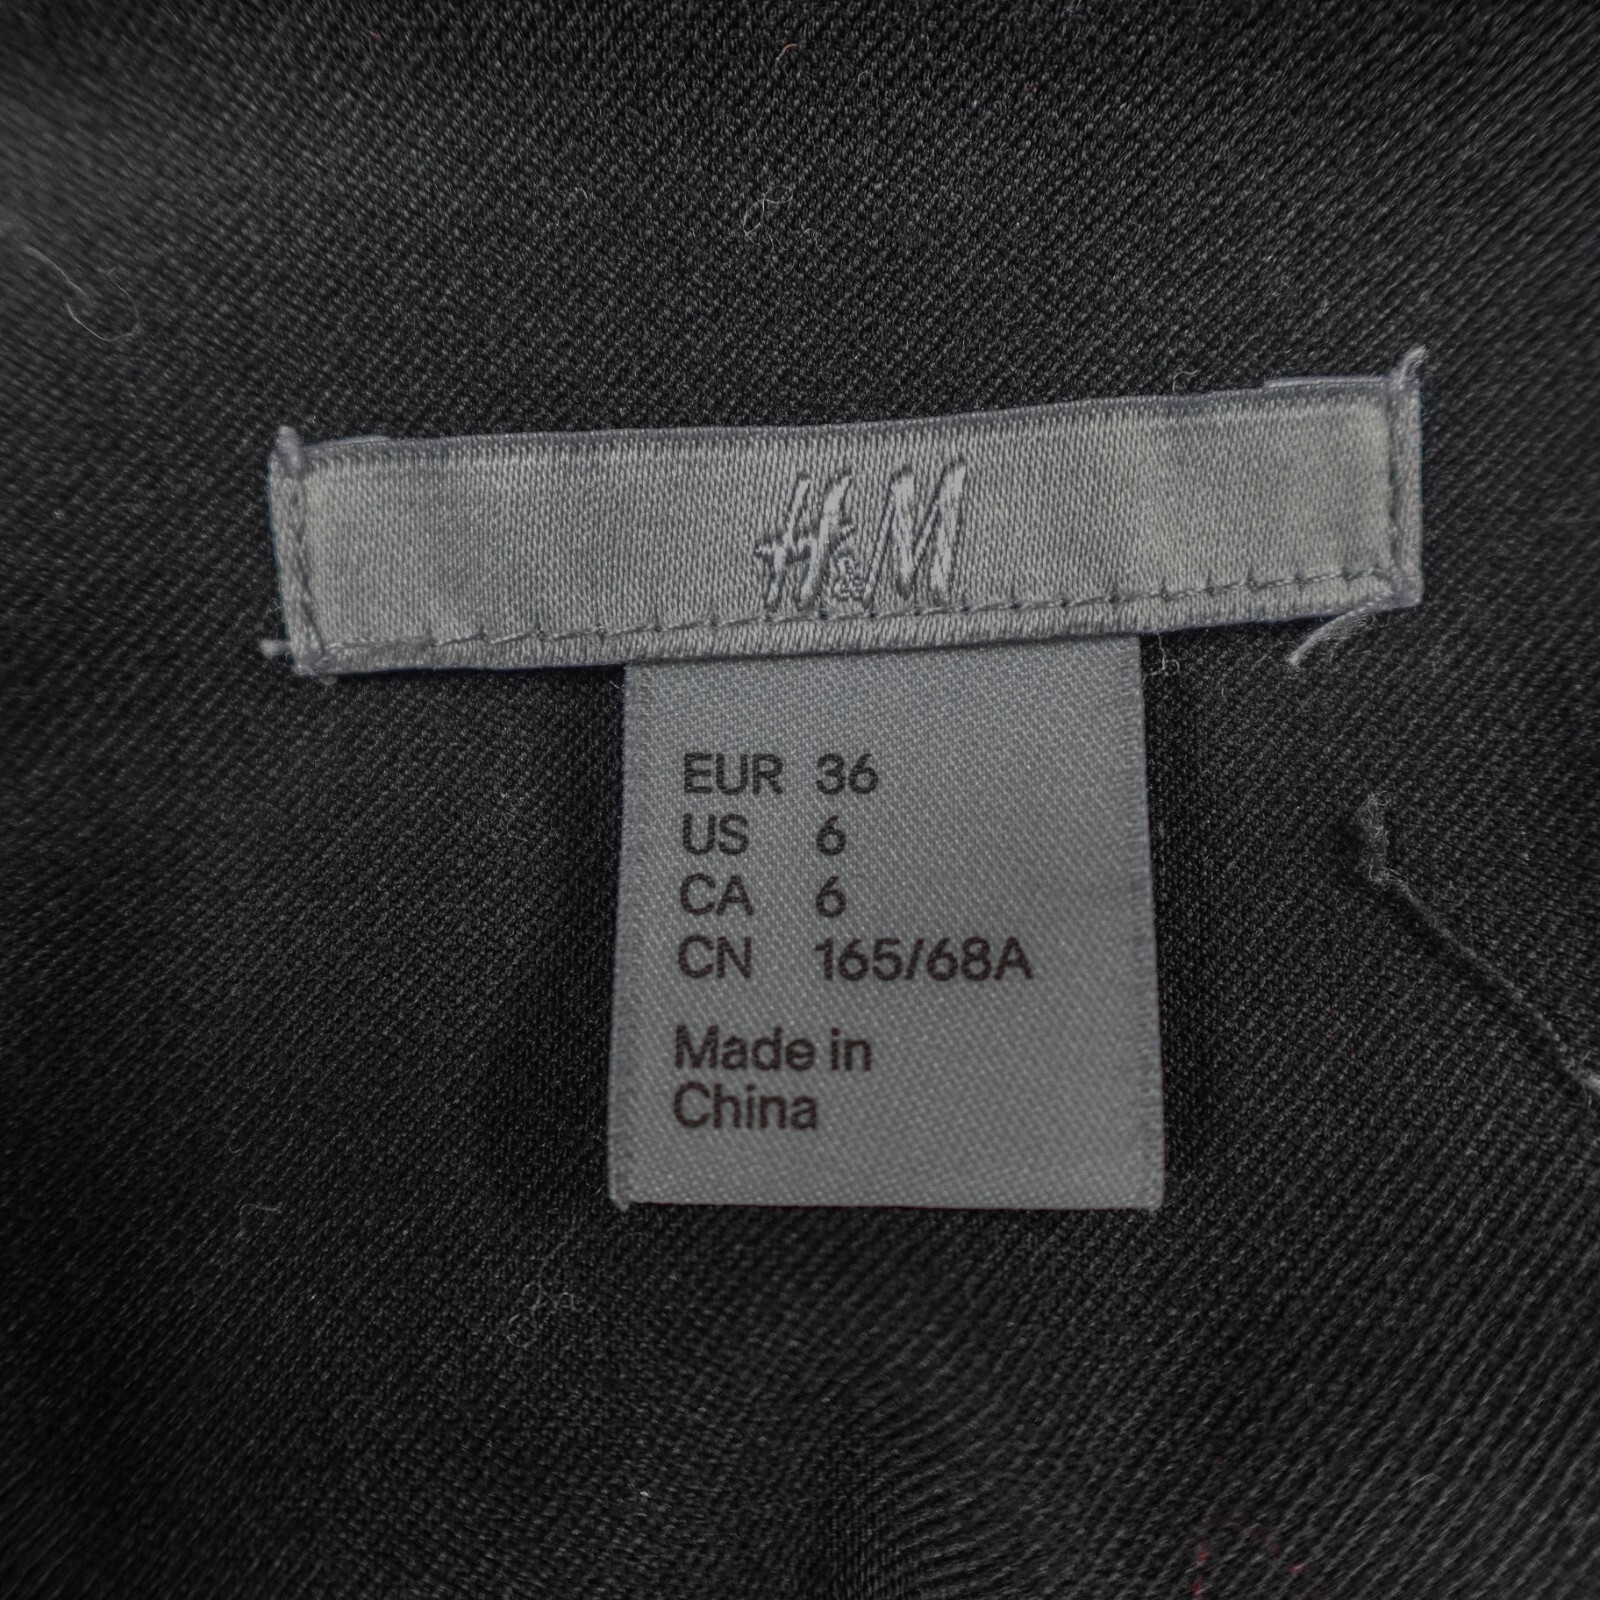 H&M
EUR 36
US 6
CA 6
CN 165/68A
Made in
China